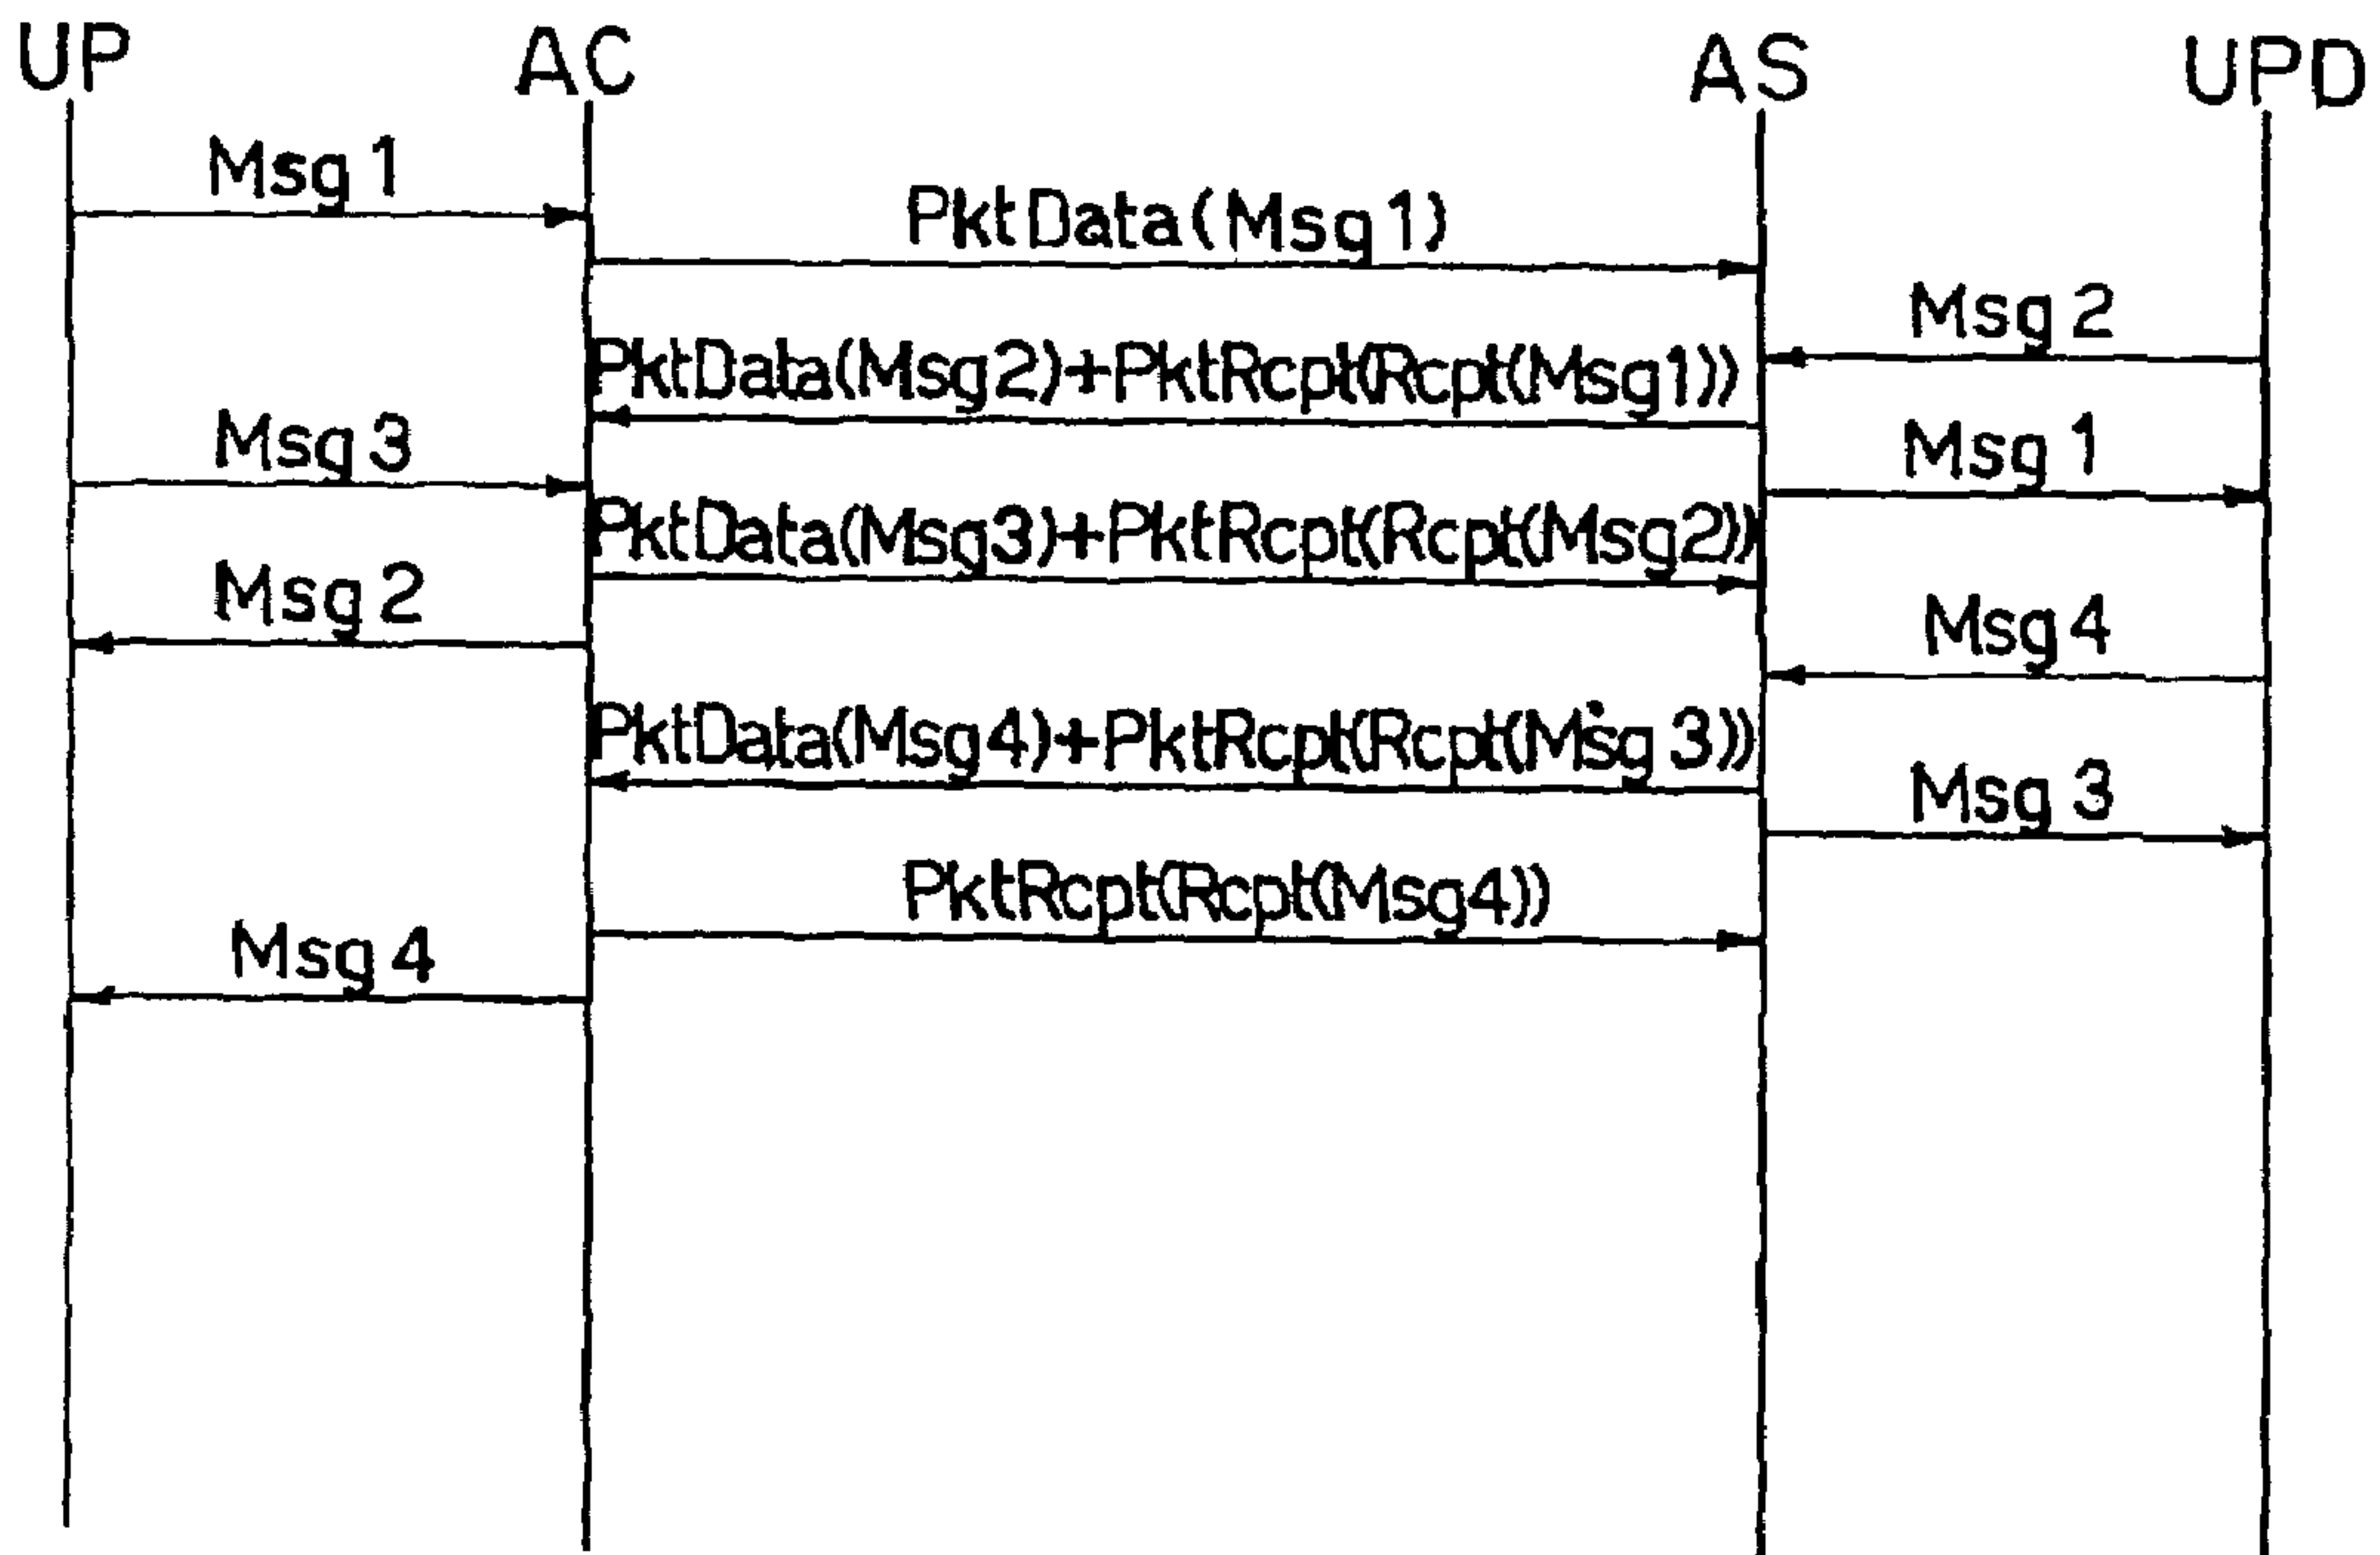 UP AC AS UPD
Msg 1
PktData(Msg1)
Msg 2
PktData(Msg2)+PktRcpt(Rcpt(Msg1))
Msg 3
Msg 1
PktData(Msg3)+PktRcpt(Rcpt(Msg2))
Msg 2
Msg 4
PktData(Msg4)+PktRcpt(Rcpt(Msg 3))
Msg 3
PktRcpt(Rcpt(Msg4))
Msg 4